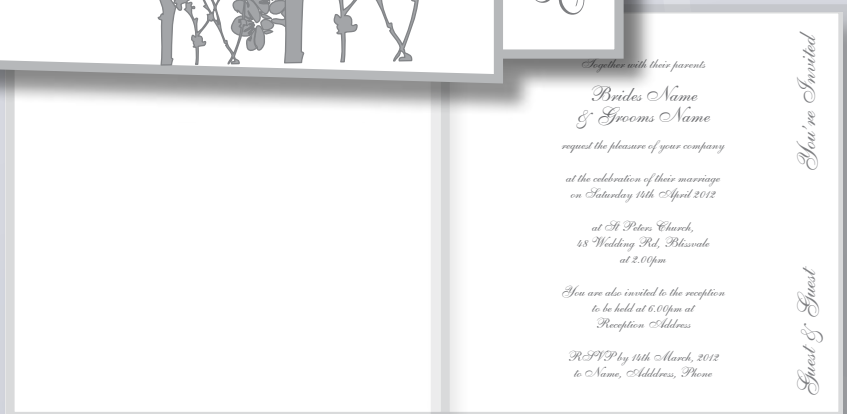 Together with their parents
Brides Name
& Grooms Name
request the pleasure of your company
at the celebration of their marriage
on Saturday 14th April 2012
at St Peters Church,
48 Wedding Rd, Blissvale
at 2.00pm
You are also invited to the reception
to be held at 6.00pm at
Reception Address
RSVP by 14th March, 2012
to Name, Adddress, Phone
You're Invited
Guest & Guest